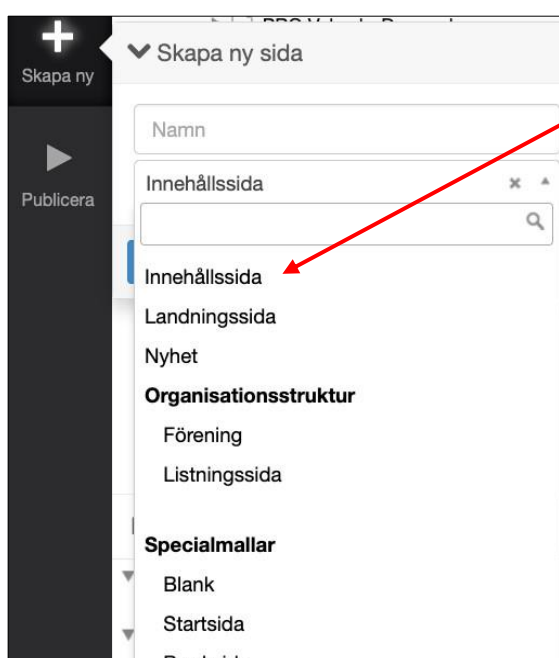 Skapa ny
Skapa ny sida
Namn
Publicera
Innehållssida
Innehållssida
Landningssida
Nyhet
Organisationsstruktur
Förening
Listningssida
Specialmallar
Blank
Startsida